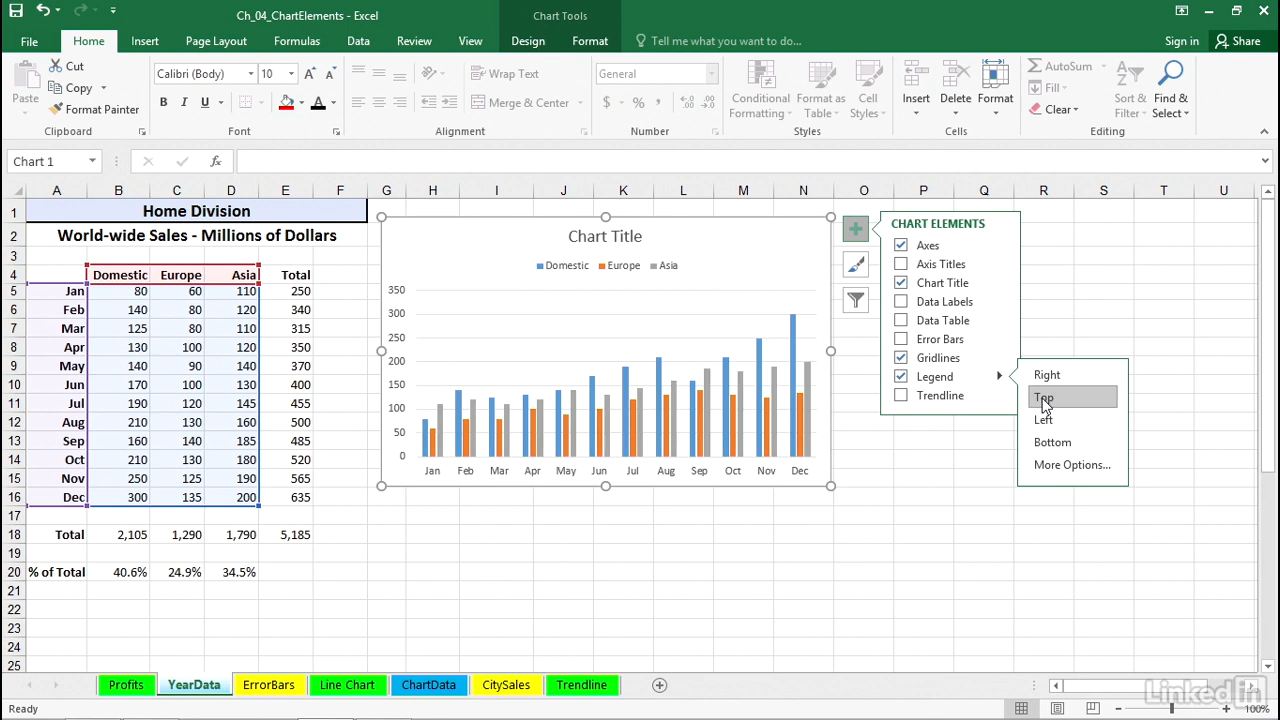 Ch_04_ChartElements - Excel
Chart Tools
File Home Insert Page Layout Formulas Data Review View Design Format Tell me what you want to do... Sign in Share
Paste
Cut
Copy
Format Painter
Clipboard
Calibri (Body) 10
B I U
Font
Wrap Text
Merge & Center
Alignment
General
$ % ,
Number
Conditional Formatting
Format as Table
Cell Styles
Styles
Insert Delete Format
Cells
AutoSum
Fill
Clear
Sort & Filter
Find & Select
Editing
Chart 1
fx
A B C D E F G H I J K L M N O P Q R S T U
1 Home Division
2 World-wide Sales - Millions of Dollars
3
4 Domestic Europe Asia Total
5 Jan 80 60 110 250
6 Feb 140 80 120 340
7 Mar 125 80 110 315
8 Apr 130 100 120 350
9 May 140 90 140 370
10 Jun 170 100 130 400
11 Jul 190 120 145 455
12 Aug 210 130 160 500
13 Sep 160 140 185 485
14 Oct 210 130 180 520
15 Nov 250 125 190 565
16 Dec 300 135 200 635
17
18 Total 2,105 1,290 1,790 5,185
19
20 % of Total 40.6% 24.9% 34.5%
21
22
23
24
25
Chart Title
Domestic Europe Asia
350
300
250
200
150
100
50
0
Jan Feb Mar Apr May Jun Jul Aug Sep Oct Nov Dec
CHART ELEMENTS
Axes
Axis Titles
Chart Title
Data Labels
Data Table
Error Bars
Gridlines
Legend
Trendline
Right
Top
Left
Bottom
More Options...
Profits YearData ErrorBars Line Chart ChartData CitySales Trendline
Linked in
Ready
100%